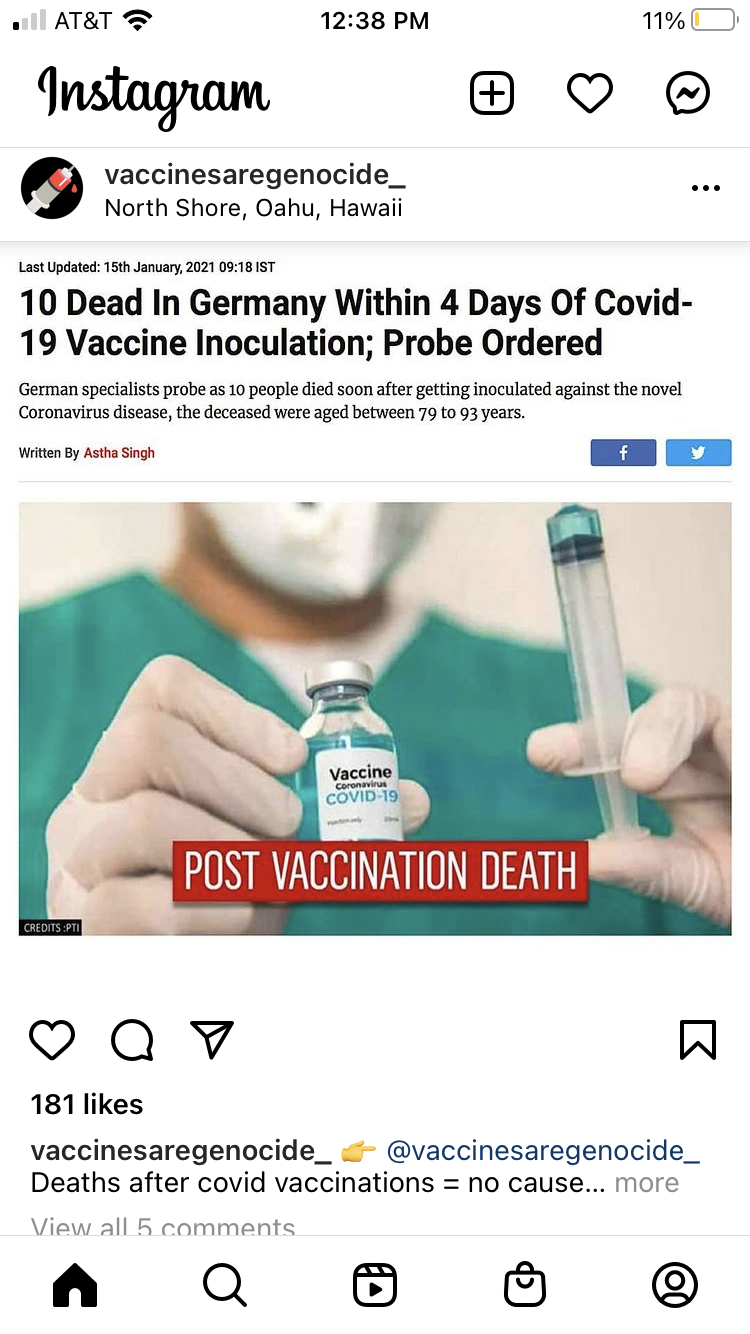 AT&T 12:38 PM 11%
Instagram
vaccinesaregenocide_
North Shore, Oahu, Hawaii
Last Updated: 15th January, 2021 09:18 IST
10 Dead In Germany Within 4 Days Of Covid-
19 Vaccine Inoculation; Probe Ordered
German specialists probe as 10 people died soon after getting inoculated against the novel
Coronavirus disease, the deceased were aged between 79 to 93 years.
Written By Astha Singh
Vaccine
Coronavirus
COVID-19
POST VACCINATION DEATH
CREDITS :PTI
181 likes
vaccinesaregenocide_ 👉 @vaccinesaregenocide_
Deaths after covid vaccinations = no cause... more
View all 5 comments